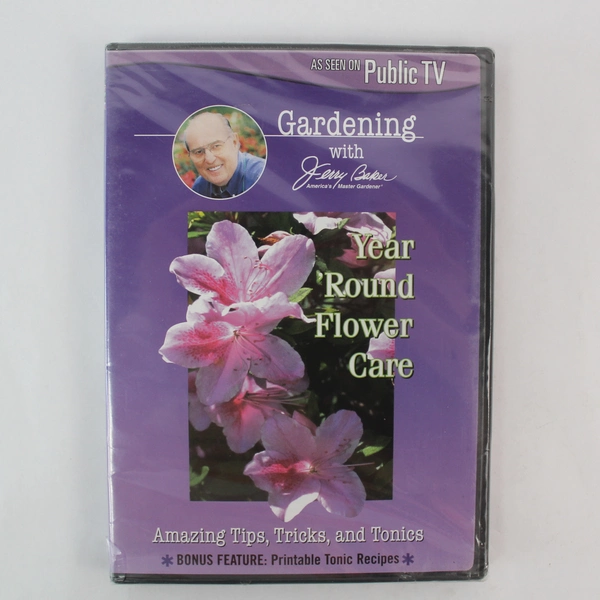 AS SEEN ON Public TV
Gardening
with
Jerry Baker
America's Master Gardener®
Year
'Round
Flower
Care
Amazing Tips, Tricks, and Tonics
* BONUS FEATURE: Printable Tonic Recipes *